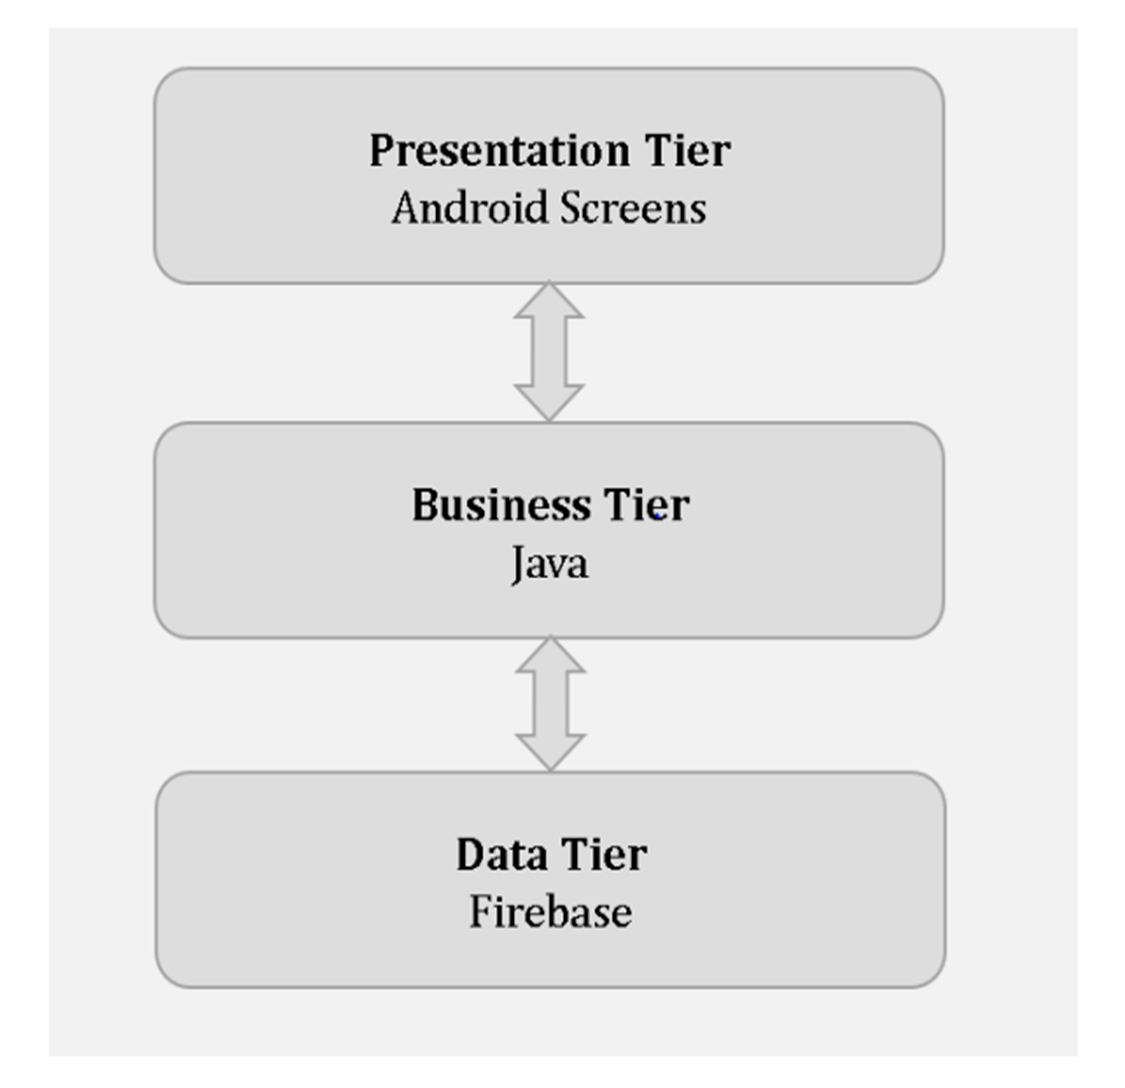 Presentation Tier
Android Screens
Business Tier
Java
Data Tier
Firebase